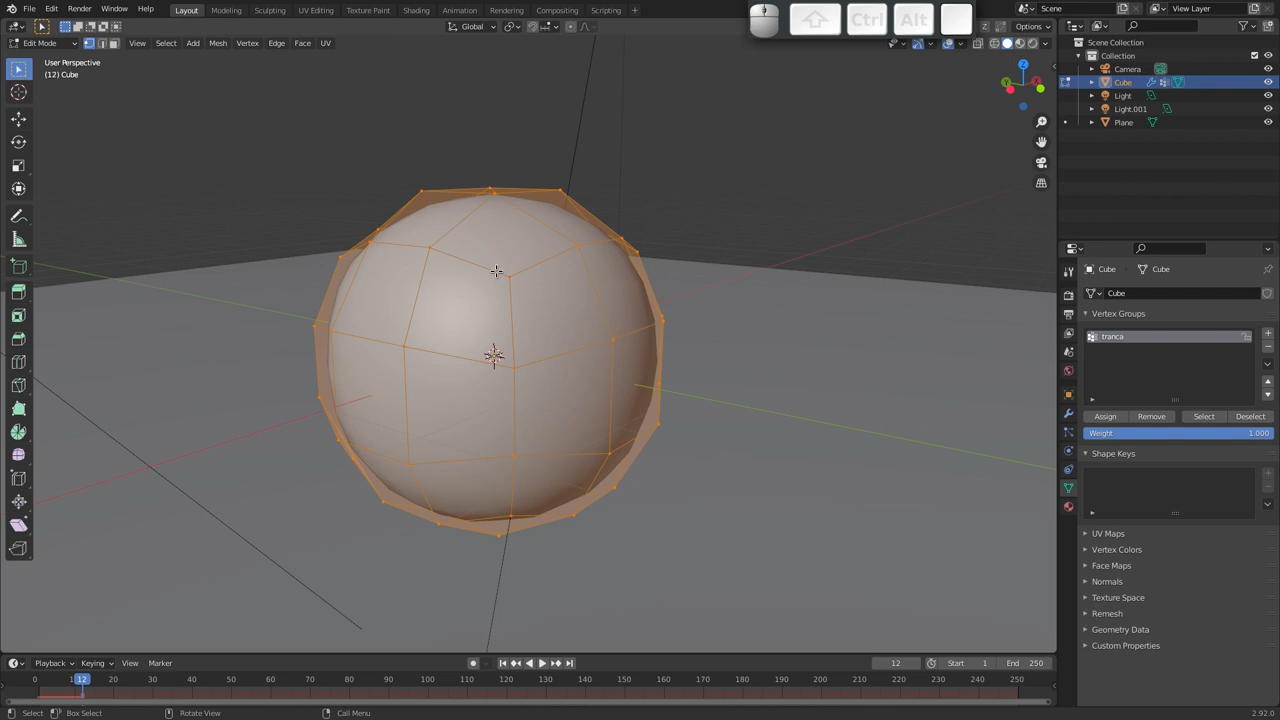 File Edit Render Window Help Layout Modeling Sculpting UV Editing Texture Paint Shading Animation Rendering Compositing Scripting Ctrl Alt Scene View Layer
Global Z Options
Edit Mode View Select Add Mesh Vertex Edge Face UV
User Perspective
(12) Cube
Z
Y
Scene Collection
Collection
Camera
Cube
Light
Light.001
Plane
Cube Cube
Cube
Vertex Groups
tranca
Assign Remove Select Deselect
Weight 1.000
Shape Keys
UV Maps
Vertex Colors
Face Maps
Normals
Texture Space
Remesh
Geometry Data
Custom Properties
Playback Keying View Marker 12 Start 1 End 250
0 12 20 30 40 50 60 70 80 90 100 110 120 130 140 150 160 170 180 190 200 210 220 230 240 250
Select Box Select Rotate View Call Menu 2.92.0